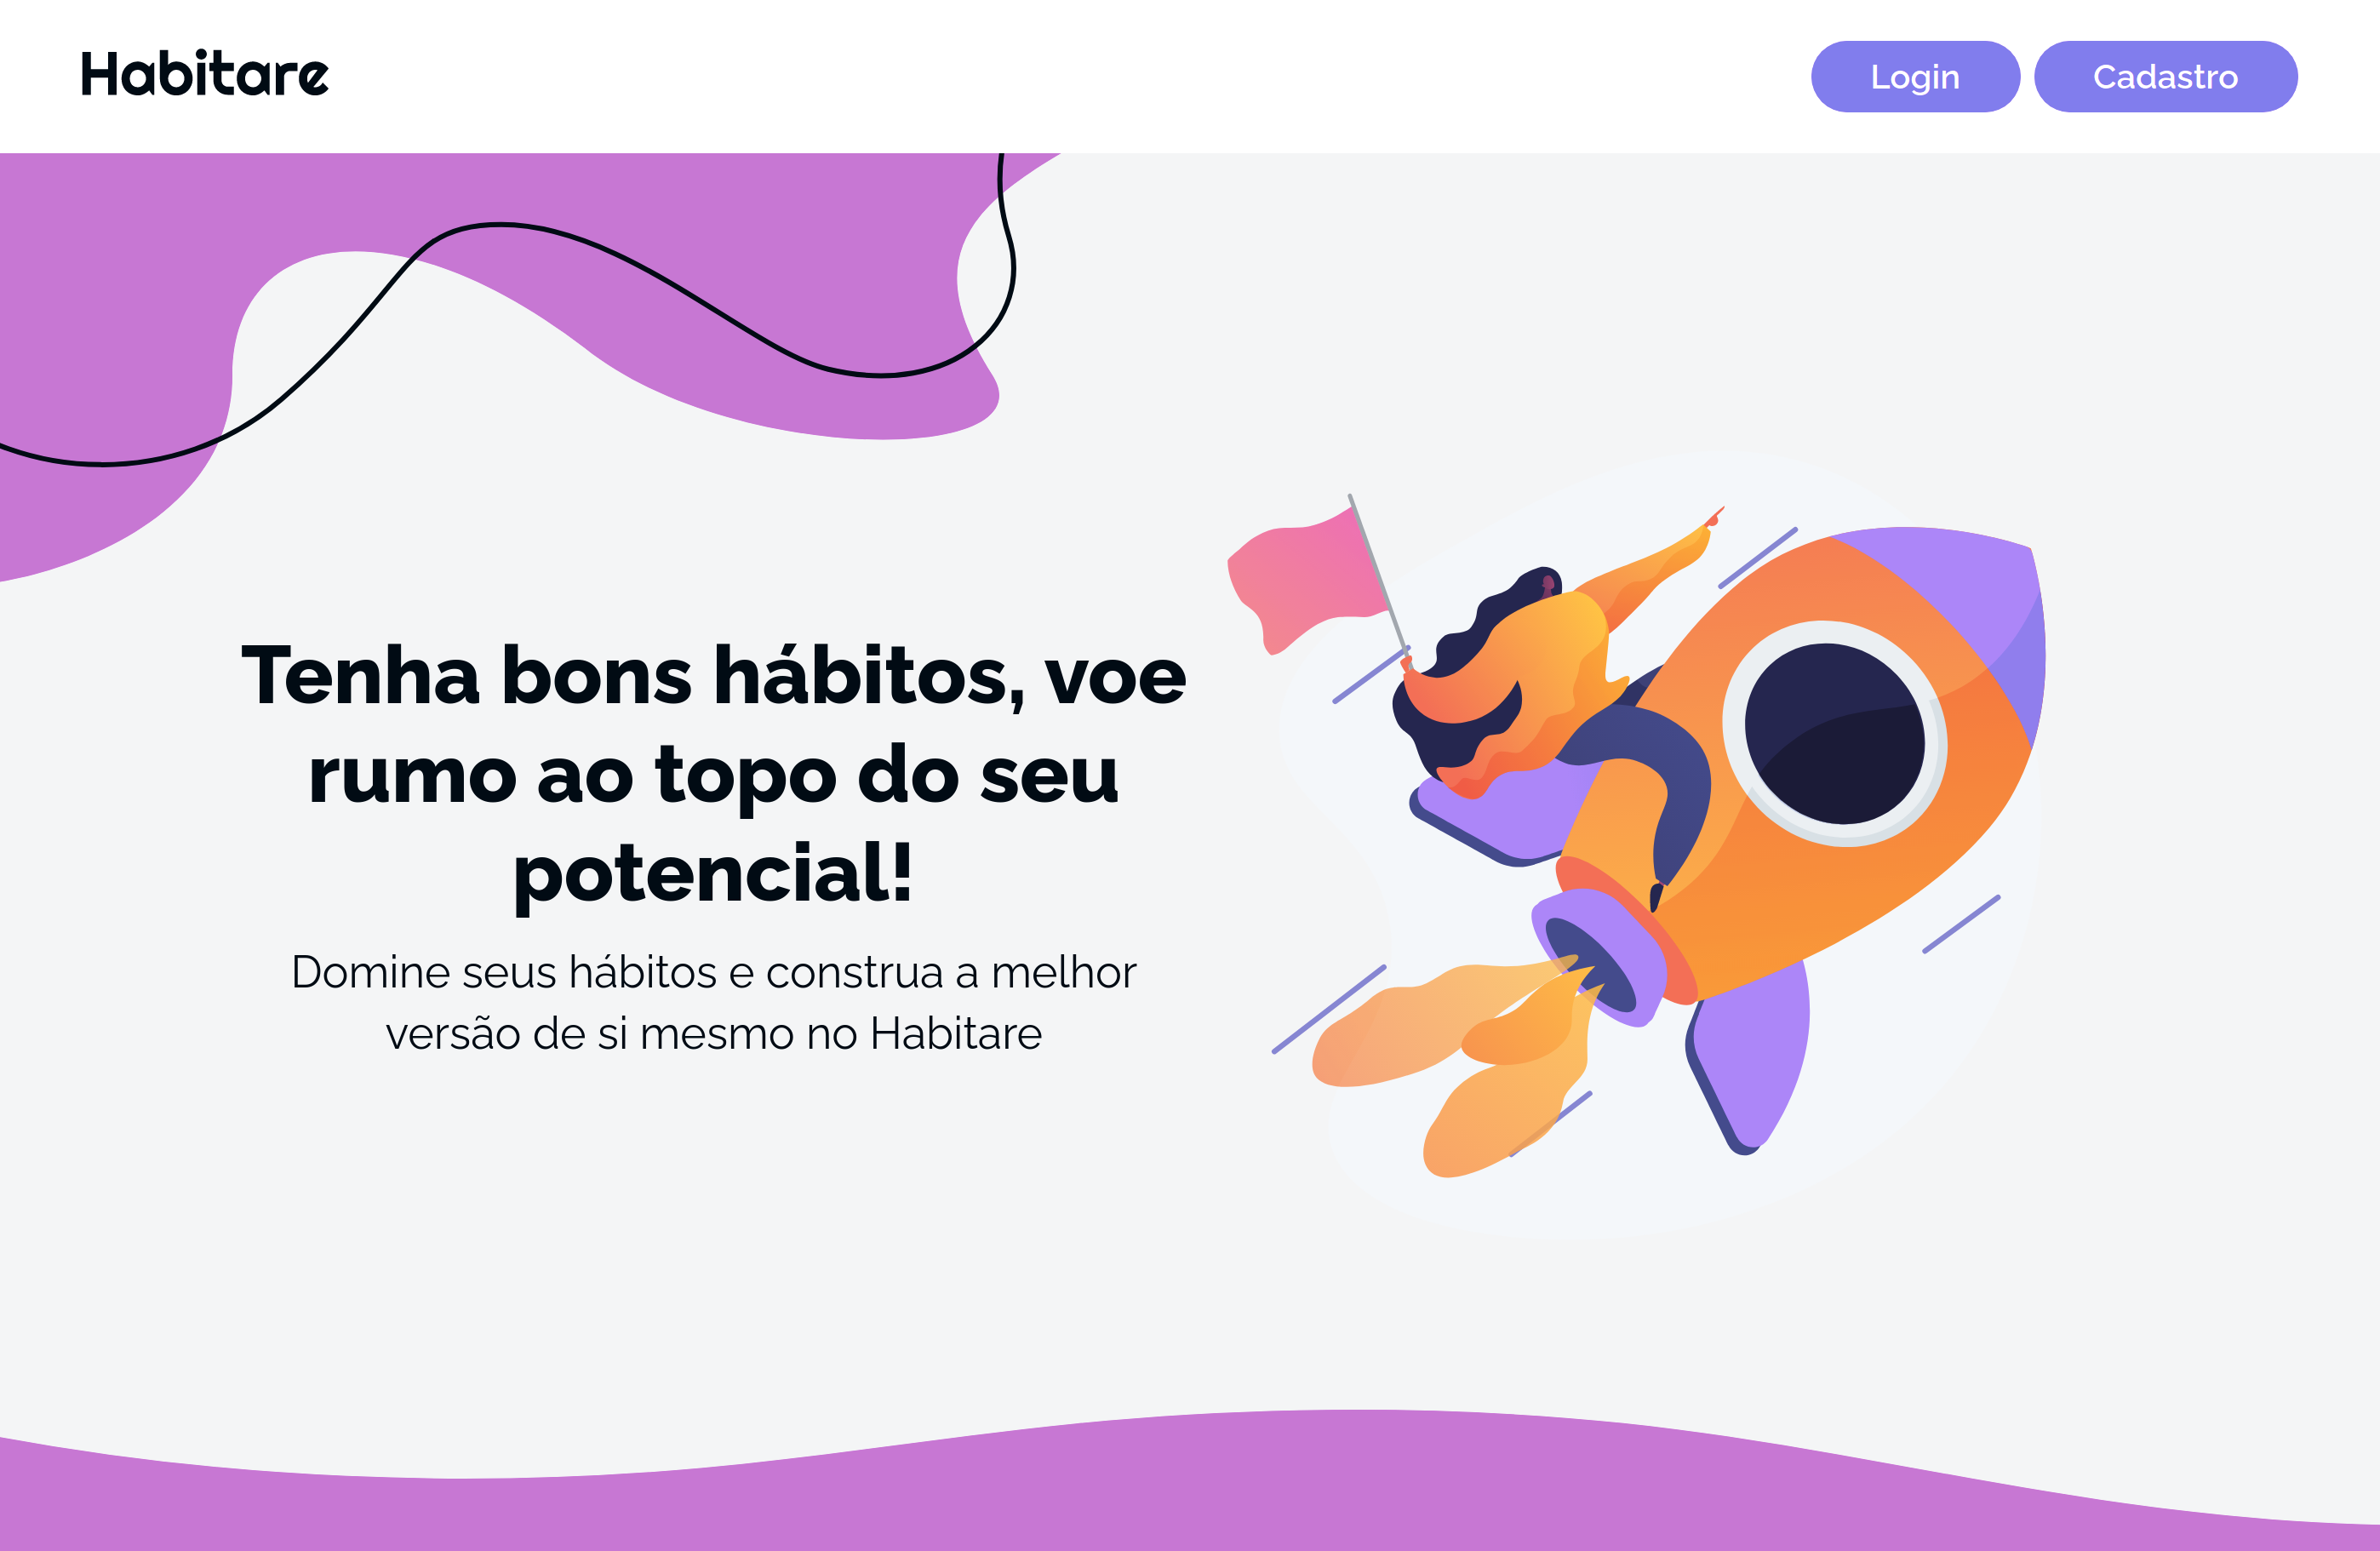 Habitare
Login
Cadastro
Tenha bons hábitos, voe
rumo ao topo do seu
potencial!
Domine seus hábitos e construa a melhor
versão de si mesmo no Habitare